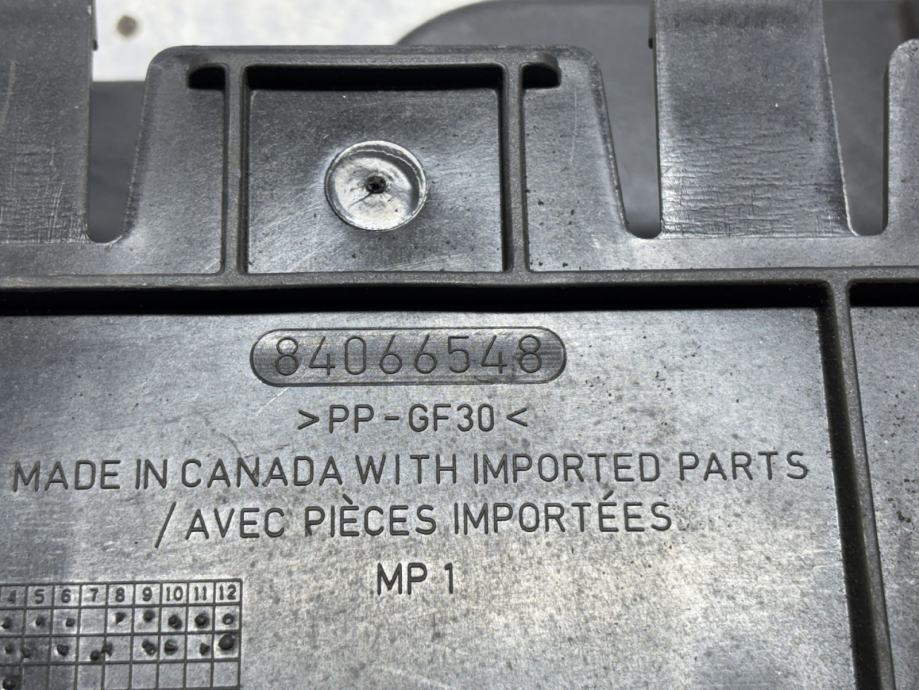 84066548
>PP-GF30<
MADE IN CANADA WITH IMPORTED PARTS
/AVEC PIÈCES IMPORTÉES
MP 1
4 5 6 7 8 9 10 11 12